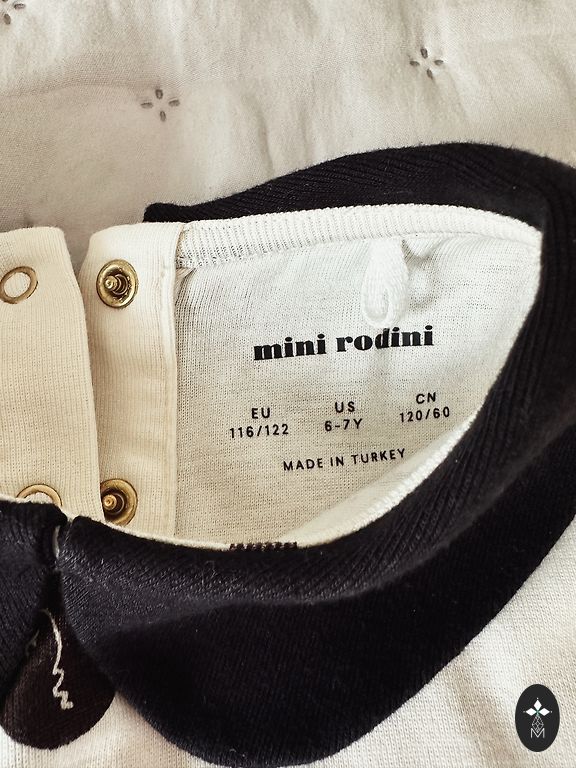 mini rodini
EU US CN
116/122 6-7Y 120/60
MADE IN TURKEY